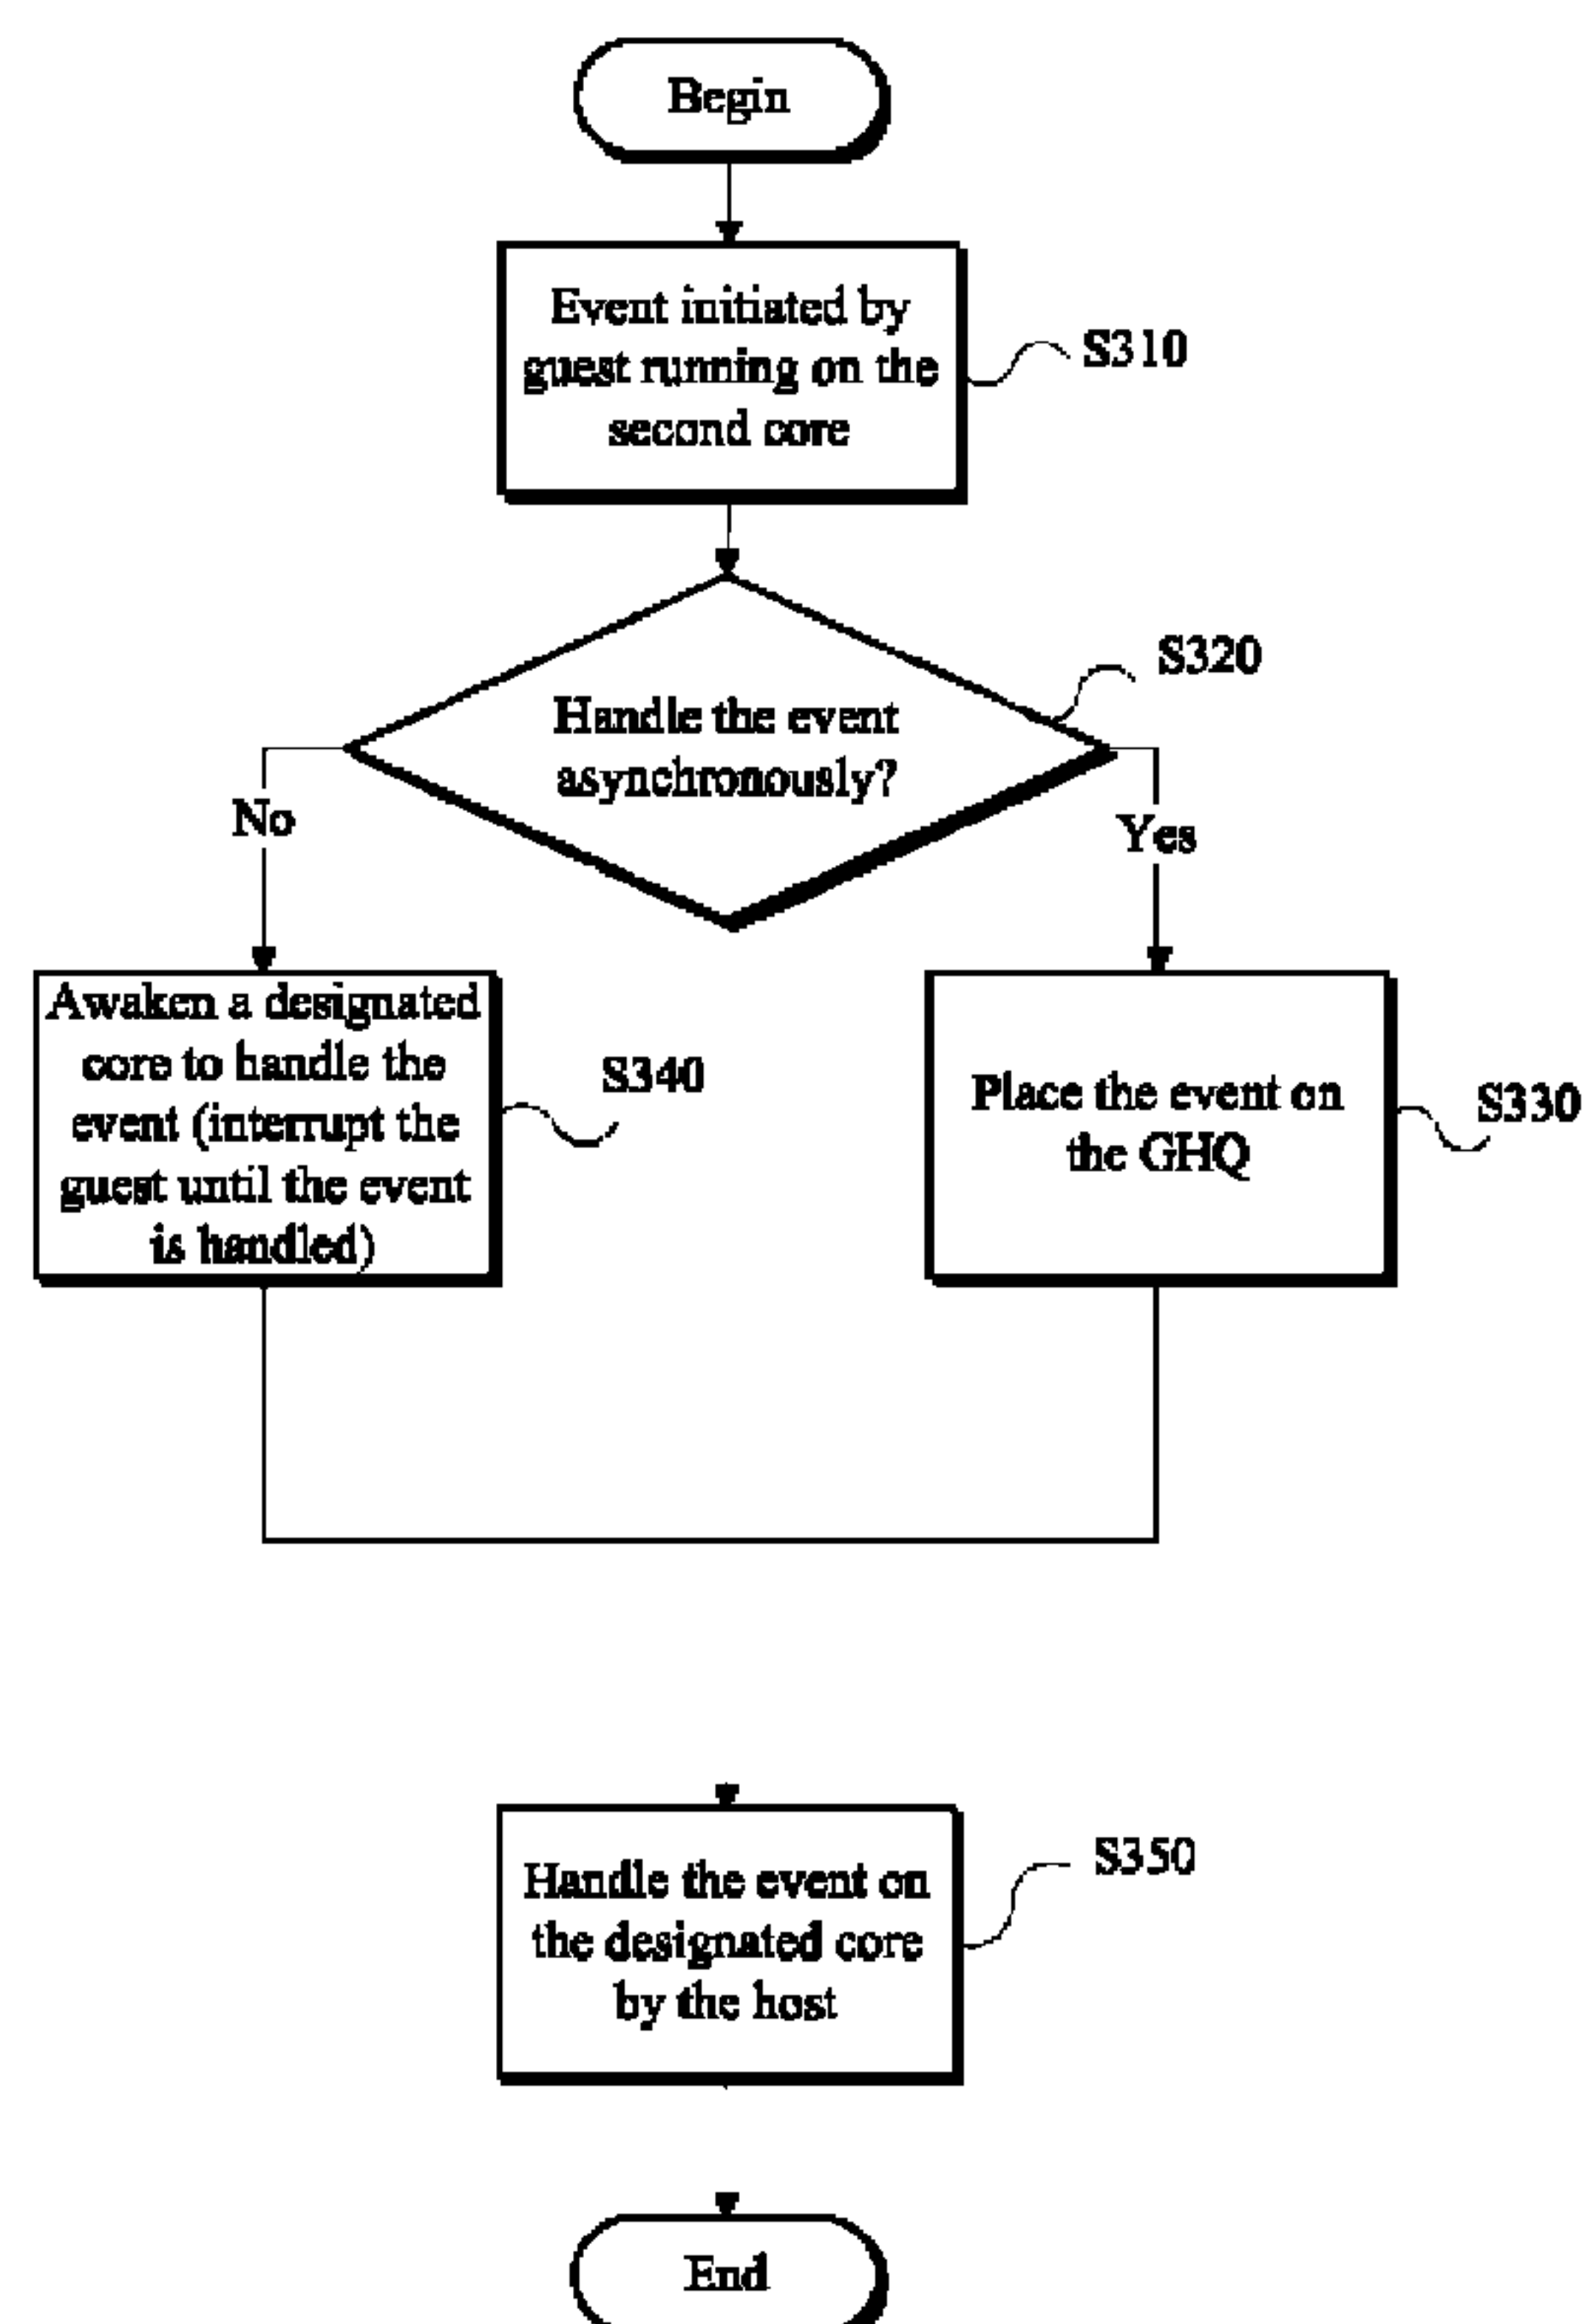 Begin
Event initiated by
guest running on the
second core
S310
S320
Handle the event
asynchronously?
No
Yes
Awaken a designated
core to handle the
event (interrupt the
guest until the event
is handled)
S340
Place the event on
the GHQ
S330
Handle the event on
the designated core
by the host
S350
End